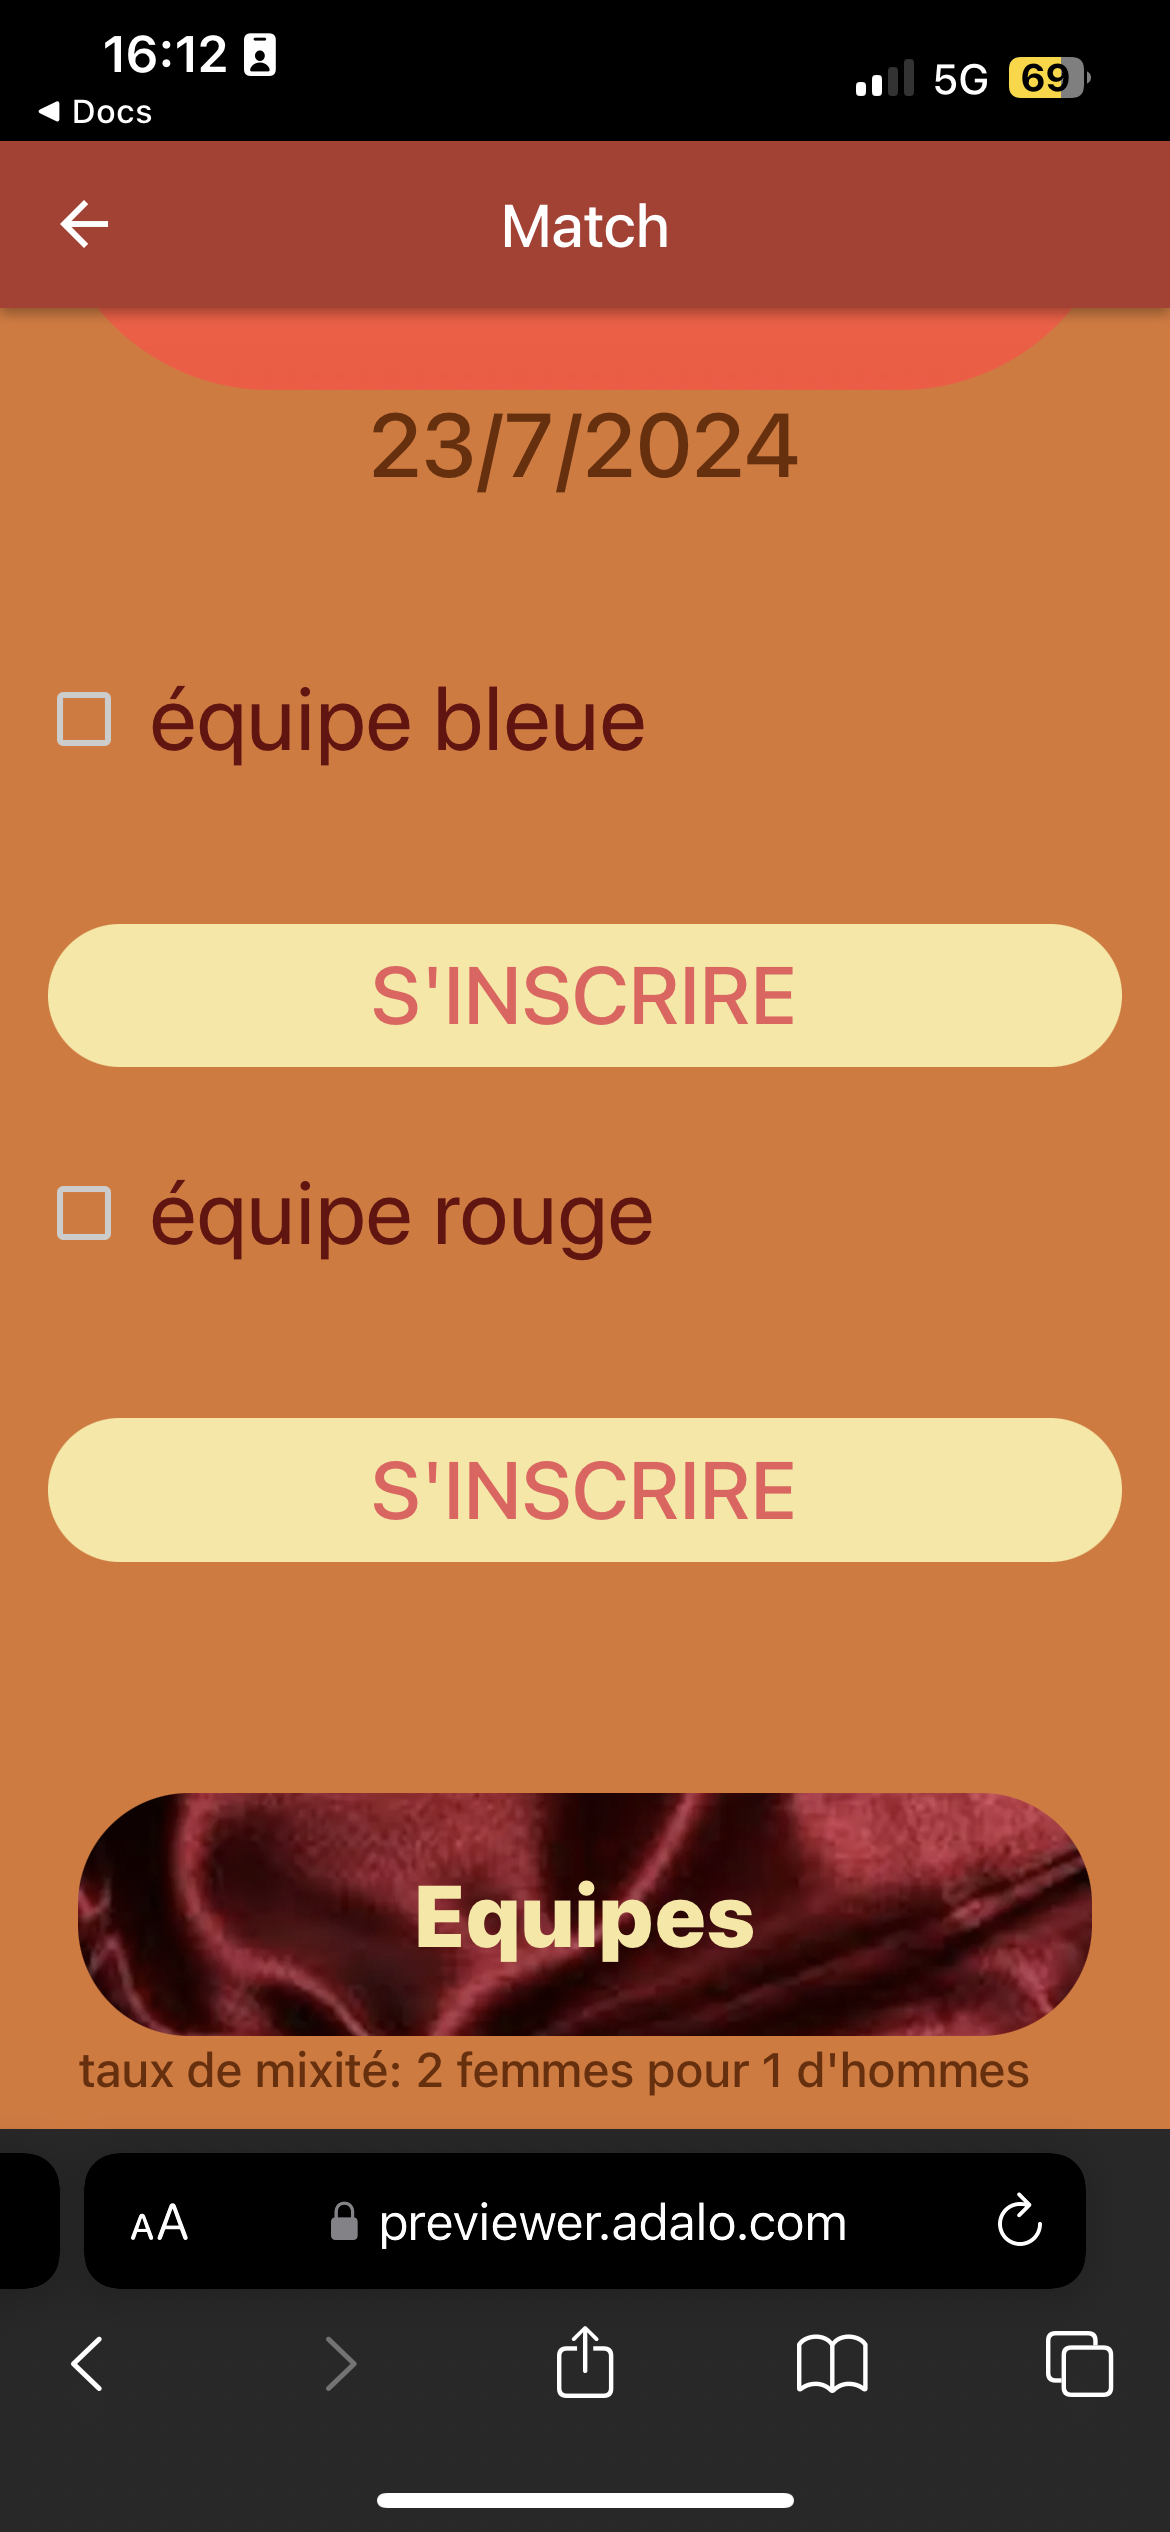 16:12
5G 69
Docs
Match
23/7/2024
équipe bleue
S'INSCRIRE
équipe rouge
S'INSCRIRE
Equipes
taux de mixité: 2 femmes pour 1 d'hommes
AA previewer.adalo.com